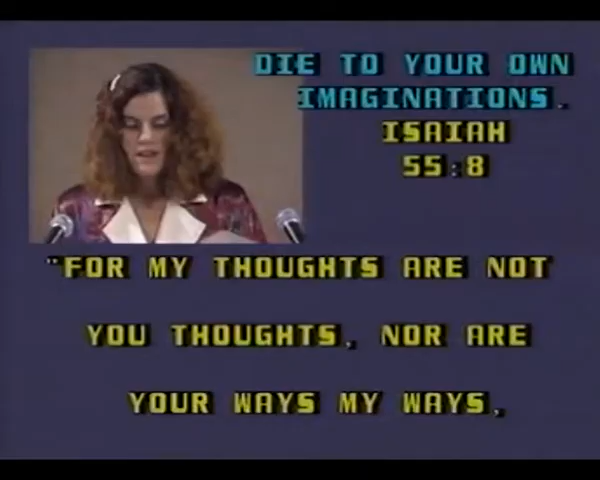 DIE TO YOUR OWN
IMAGINATIONS.
ISAIAH
55:8
"FOR MY THOUGHTS ARE NOT
YOU THOUGHTS, NOR ARE
YOUR WAYS MY WAYS,